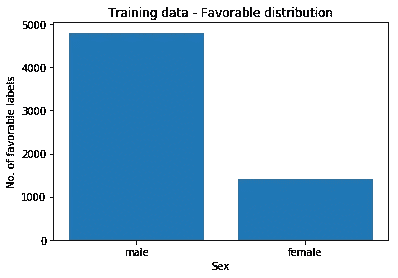 Training data - Favorable distribution
No. of favorable labels
5000
4000
3000
2000
1000
0
male female
Sex